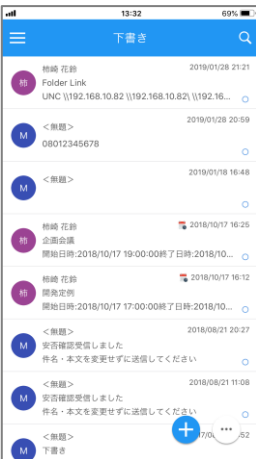 13:32
69%
下書き
柿 柿崎 花鈴 2019/01/28 21:21
Folder Link
UNC \\192.168.10.82 \\192.168.82\ \\192.16...
M <無題> 2019/01/28 20:59
08012345678
M <無題> 2019/01/18 16:48
柿 柿崎 花鈴 2018/10/17 16:25
企画会議
開始日時:2018/10/17 19:00:00終了日時:2018/10...
柿 柿崎 花鈴 2018/10/17 16:12
開発定例
開始日時:2018/10/17 17:00:00終了日時:2018/10...
M <無題> 2018/08/21 20:27
安否確認受信しました
件名・本文を変更せずに送信してください
M <無題> 2018/08/21 11:08
安否確認受信しました
件名・本文を変更せずに送信してください
M <無題>
下書き